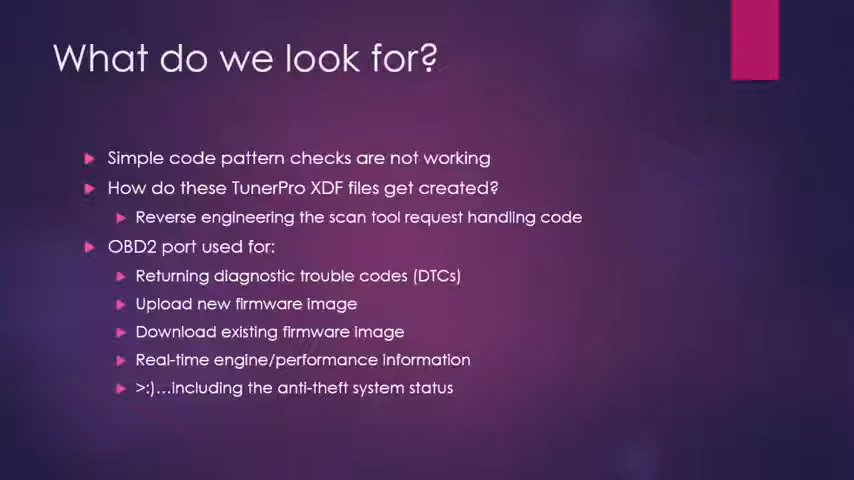 What do we look for?
Simple code pattern checks are not working
How do these TunerPro XDF files get created?
Reverse engineering the scan tool request handling code
OBD2 port used for:
Returning diagnostic trouble codes (DTCs)
Upload new firmware image
Download existing firmware image
Real-time engine/performance information
>:)...including the anti-theft system status